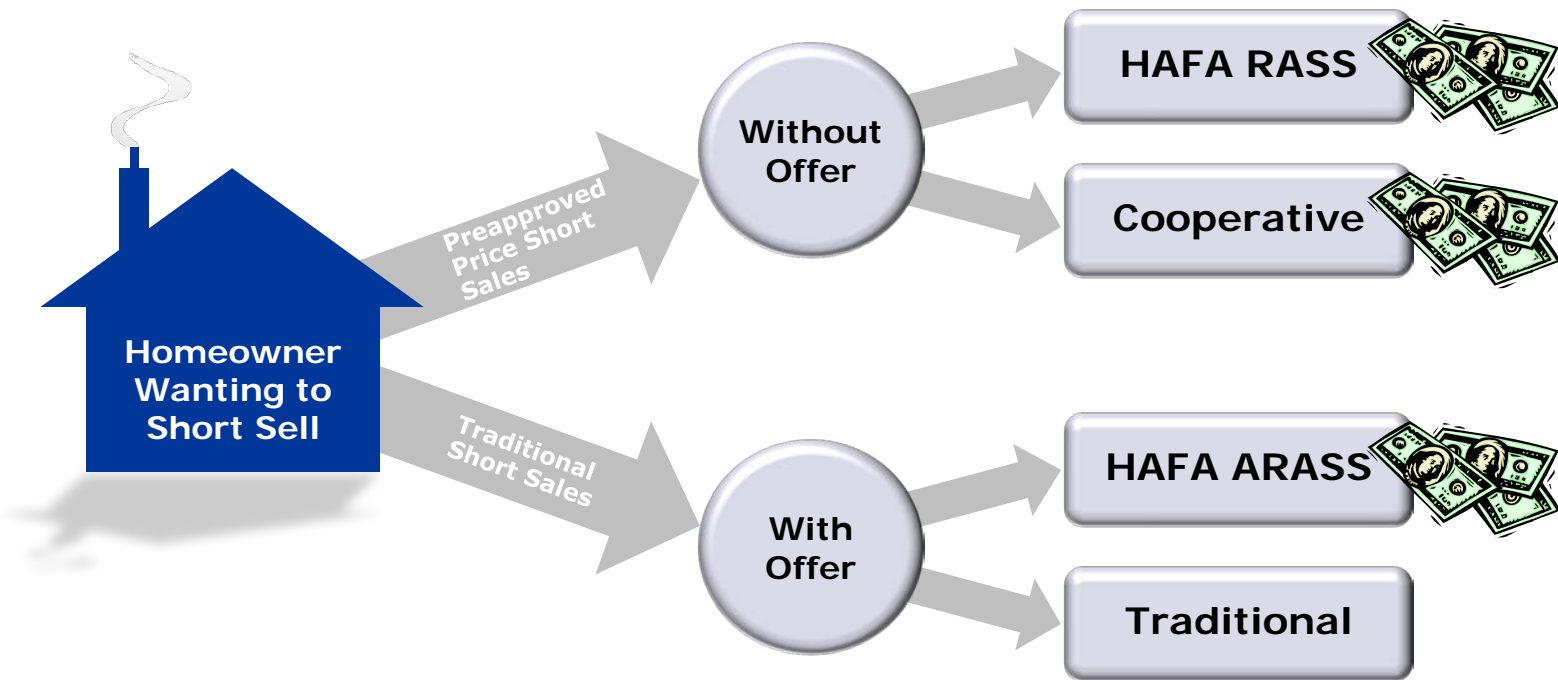 Homeowner
Wanting to
Short Sell
Preapproved
Price Short
Sales
Without
Offer
HAFA RASS
Cooperative
Traditional
Short Sales
With
Offer
HAFA ARASS
Traditional